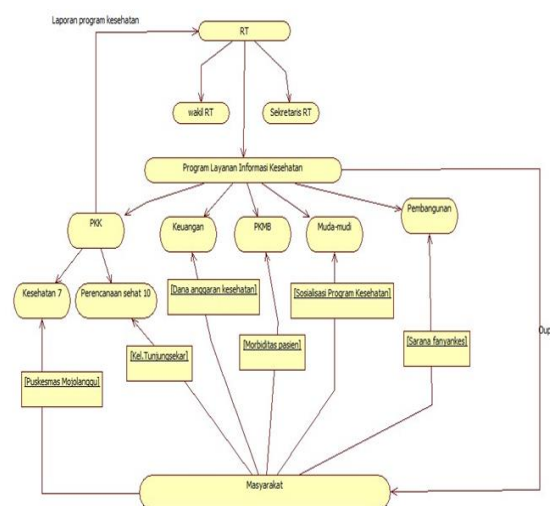 Laporan program kesehatan
RT
wakil RT
Sekretaris RT
Program Layanan Informasi Kesehatan
PKK
Keuangan
PKMB
Muda-mudi
Pembangunan
Kesehatan 7
Perencanaan sehat 10
[Dana anggaran kesehatan]
[Sosialisasi Program Kesehatan]
Oup
[Kel.Tunjungsekar]
[Morbiditas pasien]
[Sarana fanyankes]
[Puskesmas Mojolanggu]
Masyarakat